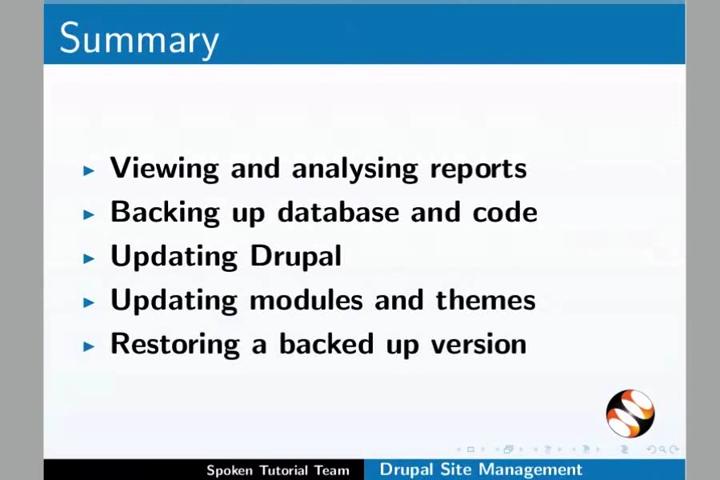 Summary
Viewing and analysing reports
Backing up database and code
Updating Drupal
Updating modules and themes
Restoring a backed up version
Spoken Tutorial Team
Drupal Site Management